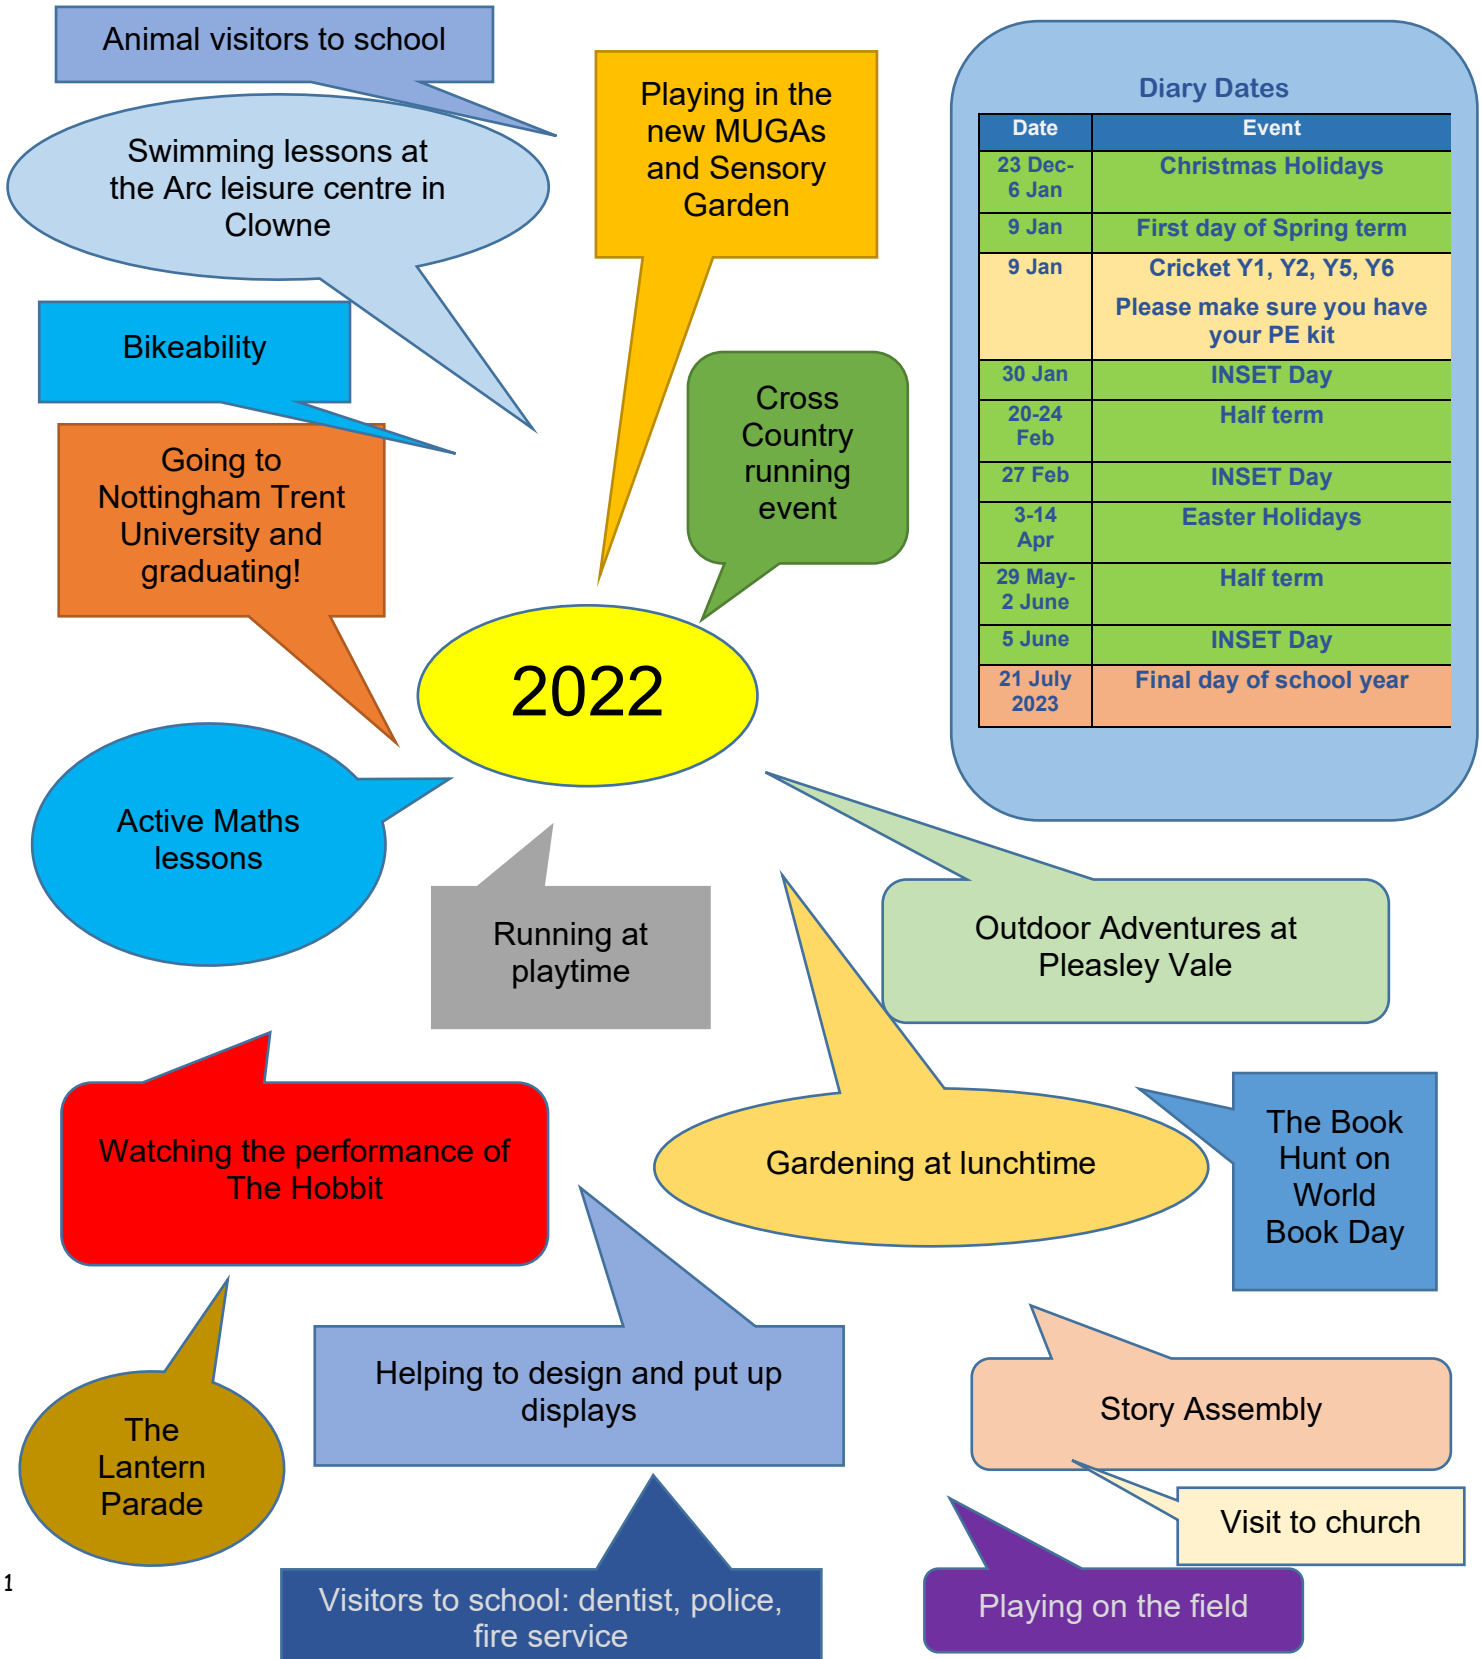 Animal visitors to school
Swimming lessons at
the Arc leisure centre in
Clowne
Playing in the
new MUGAs
and Sensory
Garden
Bikeability
Going to
Nottingham Trent
University and
graduating!
Cross
Country
running
event
2022
Diary Dates
Date Event
23 Dec- Christmas Holidays
6 Jan
9 Jan First day of Spring term
9 Jan Cricket Y1, Y2, Y5, Y6
Please make sure you have
your PE kit
30 Jan INSET Day
20-24 Half term
Feb
27 Feb INSET Day
3-14 Easter Holidays
Apr
29 May- Half term
2 June
5 June INSET Day
21 July Final day of school year
2023
Active Maths
lessons
Running at
playtime
Outdoor Adventures at
Pleasley Vale
Watching the performance of
The Hobbit
Gardening at lunchtime
The Book
Hunt on
World
Book Day
The
Lantern
Parade
Helping to design and put up
displays
Story Assembly
Visit to church
Visitors to school: dentist, police,
fire service
Playing on the field
1